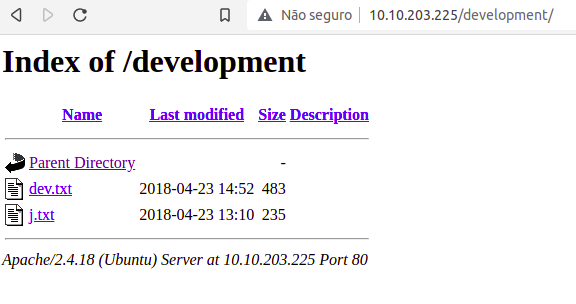 Não seguro 10.10.203.225/development/
Index of /development
Name Last modified Size Description
Parent Directory -
dev.txt 2018-04-23 14:52 483
j.txt 2018-04-23 13:10 235
Apache/2.4.18 (Ubuntu) Server at 10.10.203.225 Port 80